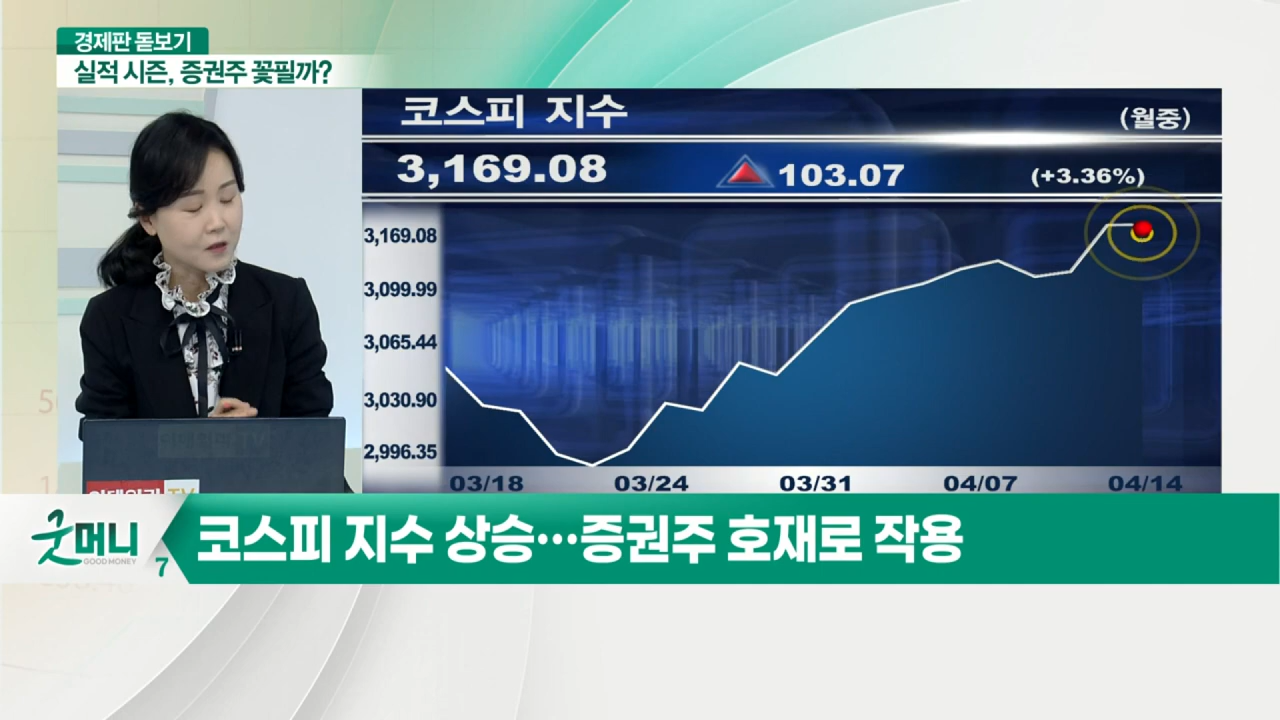 경제판 돋보기
실적 시즌, 증권주 꽃필까?
코스피 지수
(월중)
3,169.08
103.07
(+3.36%)
3,169.08
3,099.99
3,065.44
3,030.90
2,996.35
03/18
03/24
03/31
04/07
04/14
굿머니
GOOD MONEY
7
코스피 지수 상승…증권주 호재로 작용